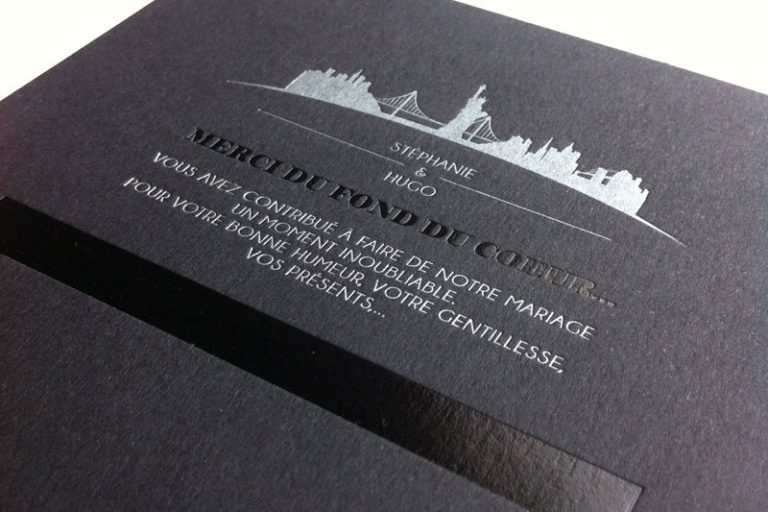 STÉPHANIE
&
HUGO
MERCI DU FOND DU COEUR...
VOUS AVEZ CONTRIBUÉ À FAIRE DE NOTRE MARIAGE
UN MOMENT INOUBLIABLE.
POUR VOTRE BONNE HUMEUR, VOTRE GENTILLESSE,
VOS PRÉSENTS,...